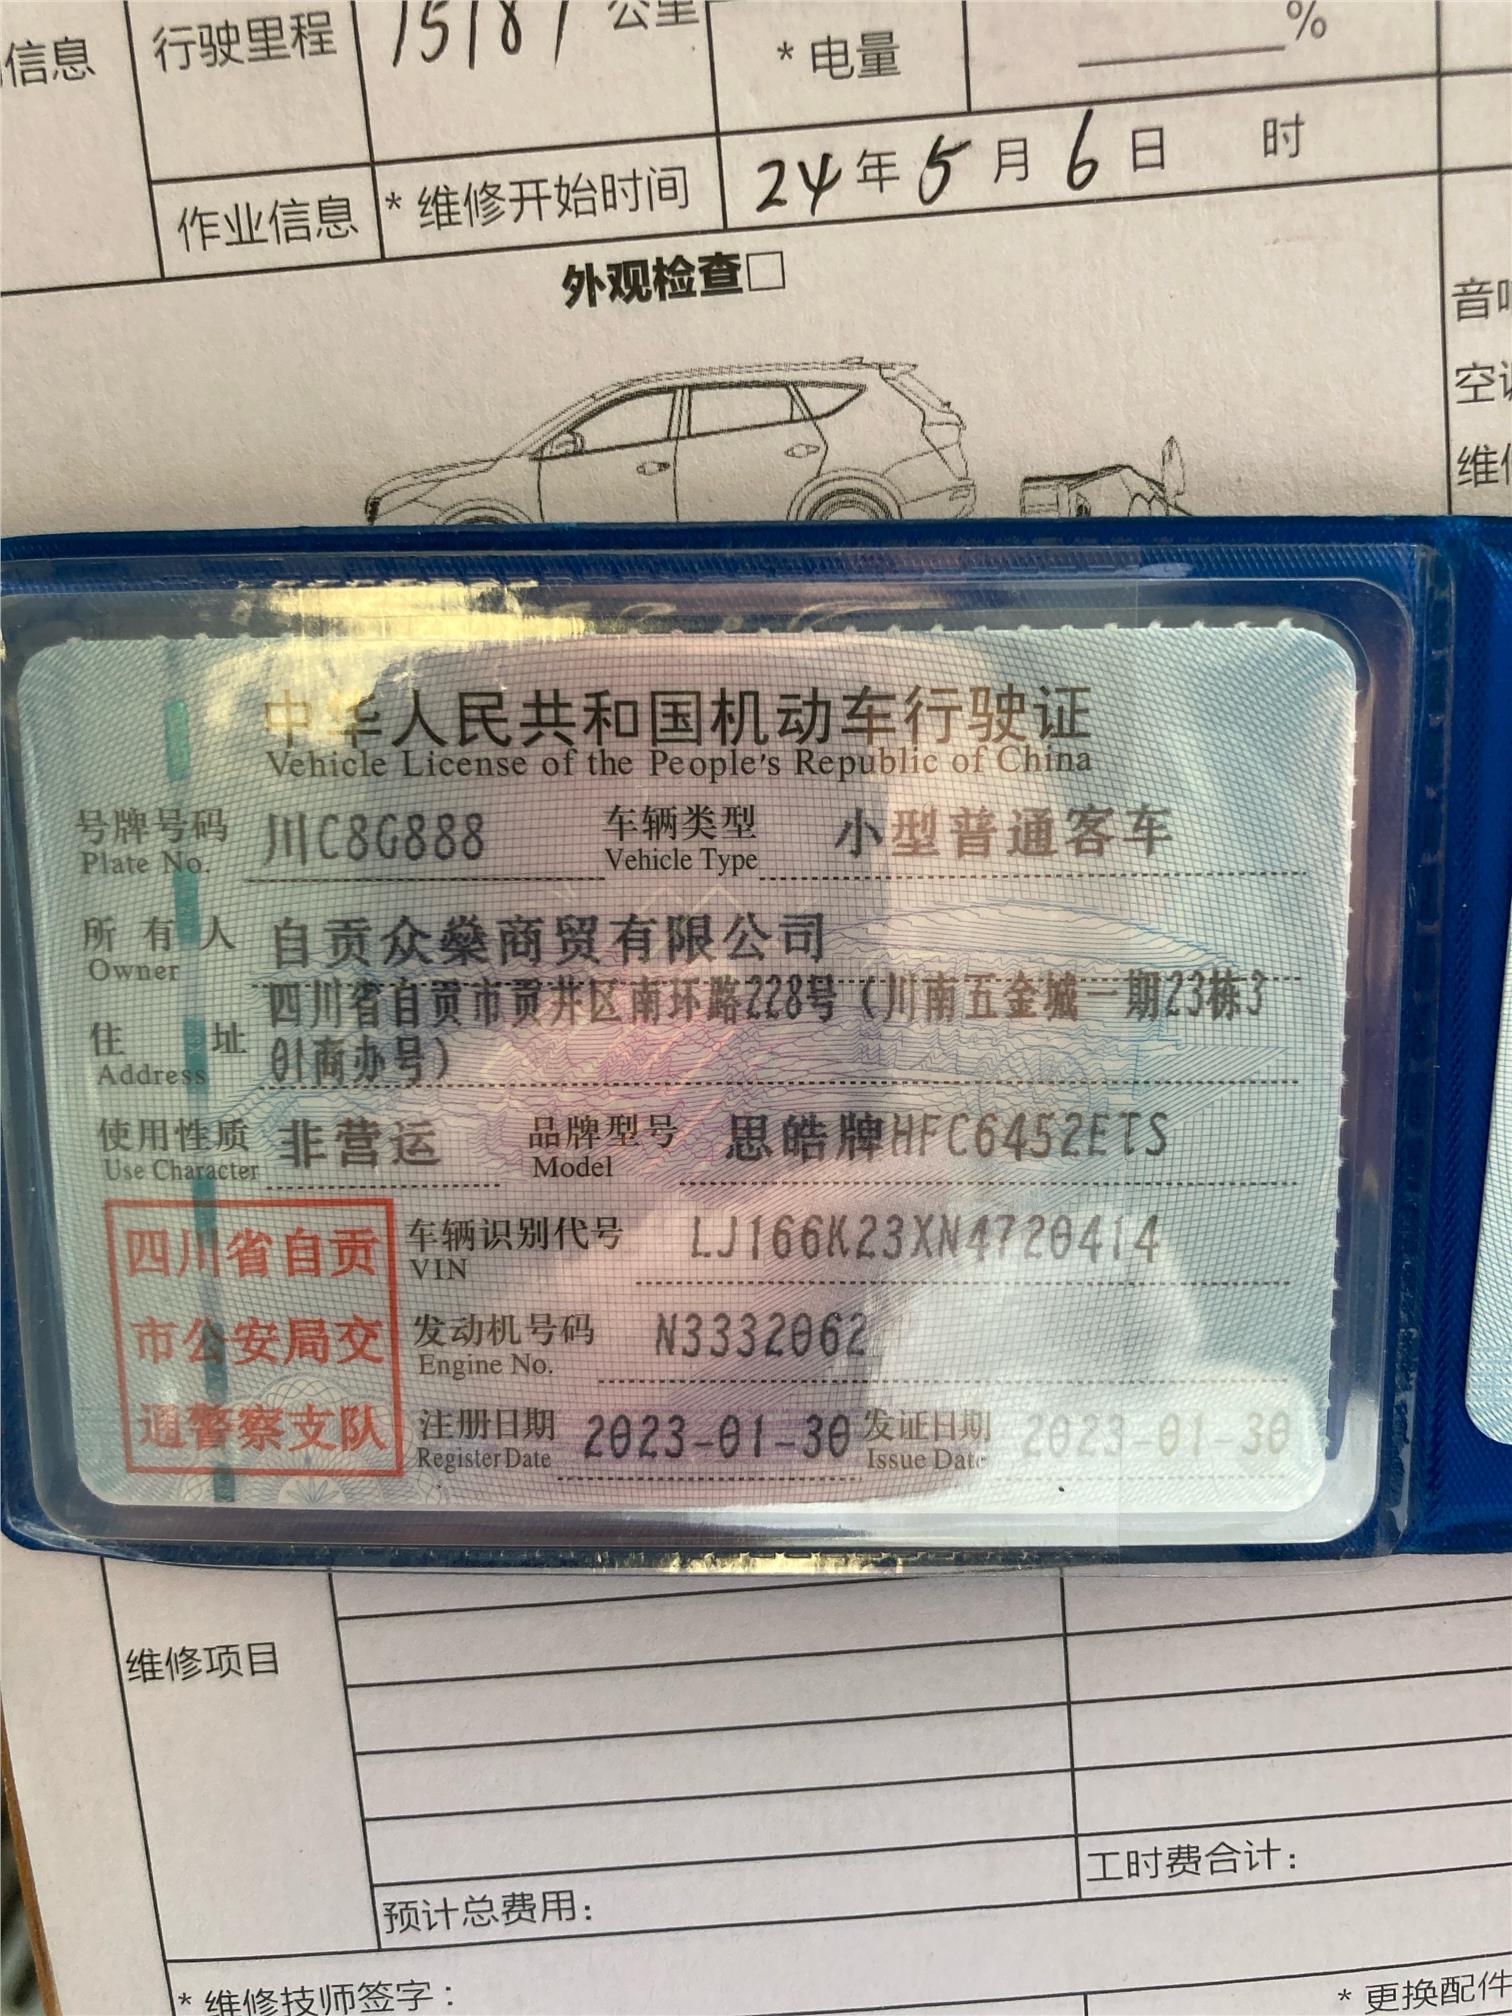 信息
行驶里程
15181 公里
* 电量
%
作业信息
* 维修开始时间
24年5月6日 时
外观检查□
空
中华人民共和国机动车行驶证
Vehicle License of the People's Republic of China
号牌号码 川C8G888 车辆类型 小型普通客车
Plate No. Vehicle Type
所有人 自贡众燊商贸有限公司
Owner
四川省自贡市贡井区南环路228号(川南五金城一期23栋3
住址 01商办号)
Address
使用性质 非营运 品牌型号 思皓牌HFC6452ETS
Use Character Model
四川省自贡
市公安局交
通警察支队
车辆识别代号 LJ166K23XN4720414
VIN
发动机号码 N3332062
Engine No.
注册日期 2023-01-30 发证日期 2023-01-30
Register Date Issue Date
维修项目
工时费合计:
预计总费用:
* 维修技师签字:
* 更换配件